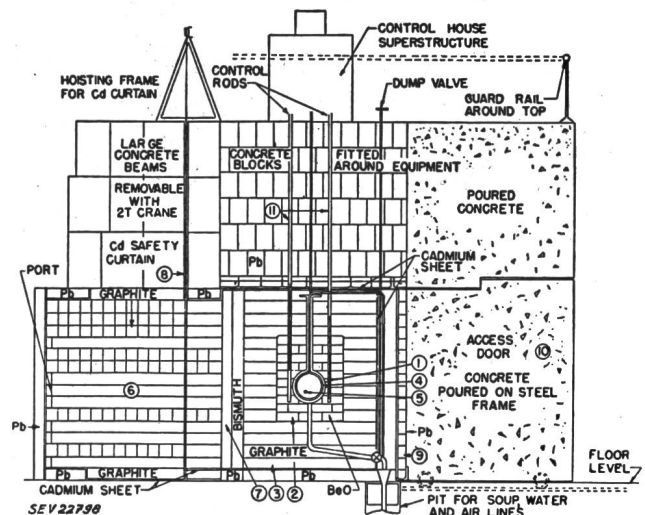 CONTROL HOUSE
SUPERSTRUCTURE
HOISTING FRAME
FOR Cd CURTAIN
CONTROL
RODS
DUMP VALVE
GUARD RAIL
AROUND TOP
LARGE
CONCRETE
BEAMS
REMOVABLE
WITH
2T CRANE
Cd SAFETY
CURTAIN
CONCRETE
BLOCKS
FITTED
AROUND EQUIPMENT
POURED
CONCRETE
11
Pb
CADMIUM
SHEET
PORT
8
Pb
GRAPHITE
Pb
ACCESS
DOOR
10
CONCRETE
POURED ON STEEL
FRAME
1
4
5
6
BISMUTH
Pb
Pb
GRAPHITE
9
FLOOR
LEVEL
Pb
GRAPHITE
Pb
Pb
CADMIUM SHEET
7
3
2
BeO
PIT FOR SOUP, WATER
AND AIR LINES
SEV22798